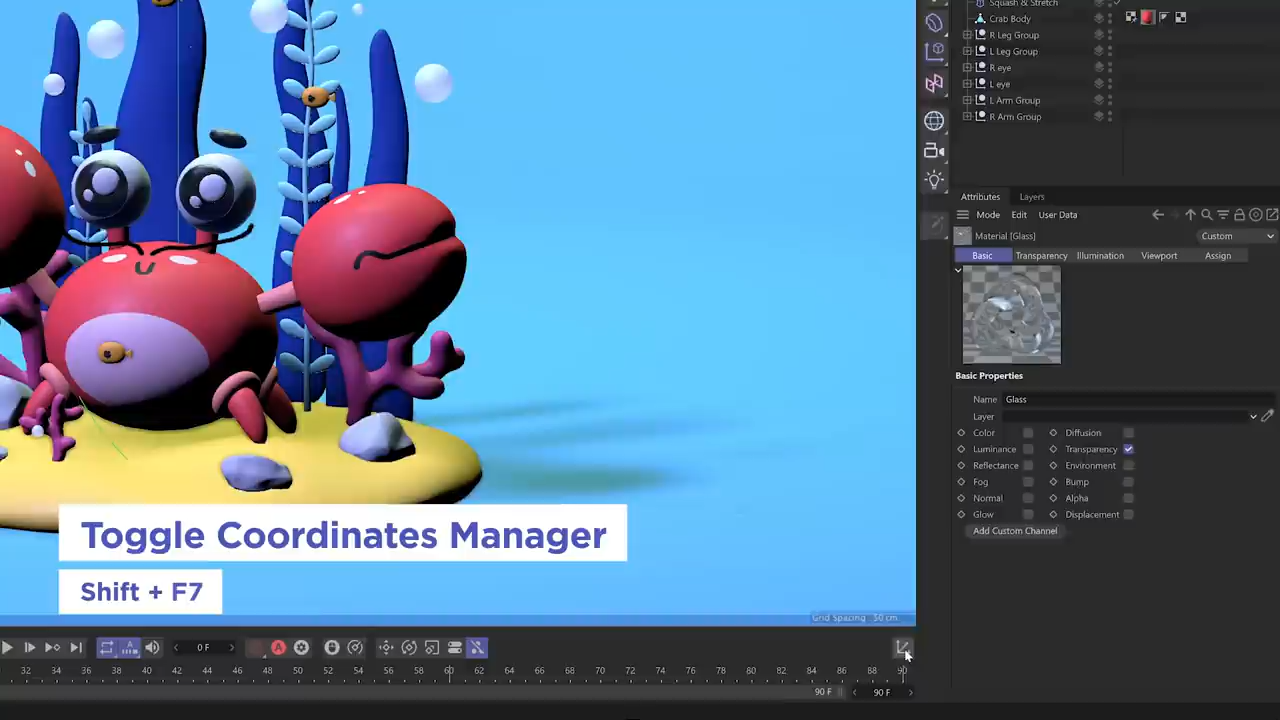 Squash & Stretch
Crab Body
R Leg Group
L Leg Group
R eye
L eye
L Arm Group
R Arm Group
Attributes Layers
Mode Edit User Data
Material [Glass]
Custom
Basic Transparency Illumination Viewport Assign
Basic Properties
Name Glass
Layer
Color Diffusion
Luminance Transparency
Reflectance Environment
Fog Bump
Normal Alpha
Glow Displacement
Add Custom Channel
Toggle Coordinates Manager
Shift + F7
Grid Spacing : 50 cm
0 F
A
A
32 34 36 38 40 42 44 46 48 50 52 54 56 58 60 62 64 66 68 70 72 74 76 78 80 82 84 86 88 90
90 F
90 F